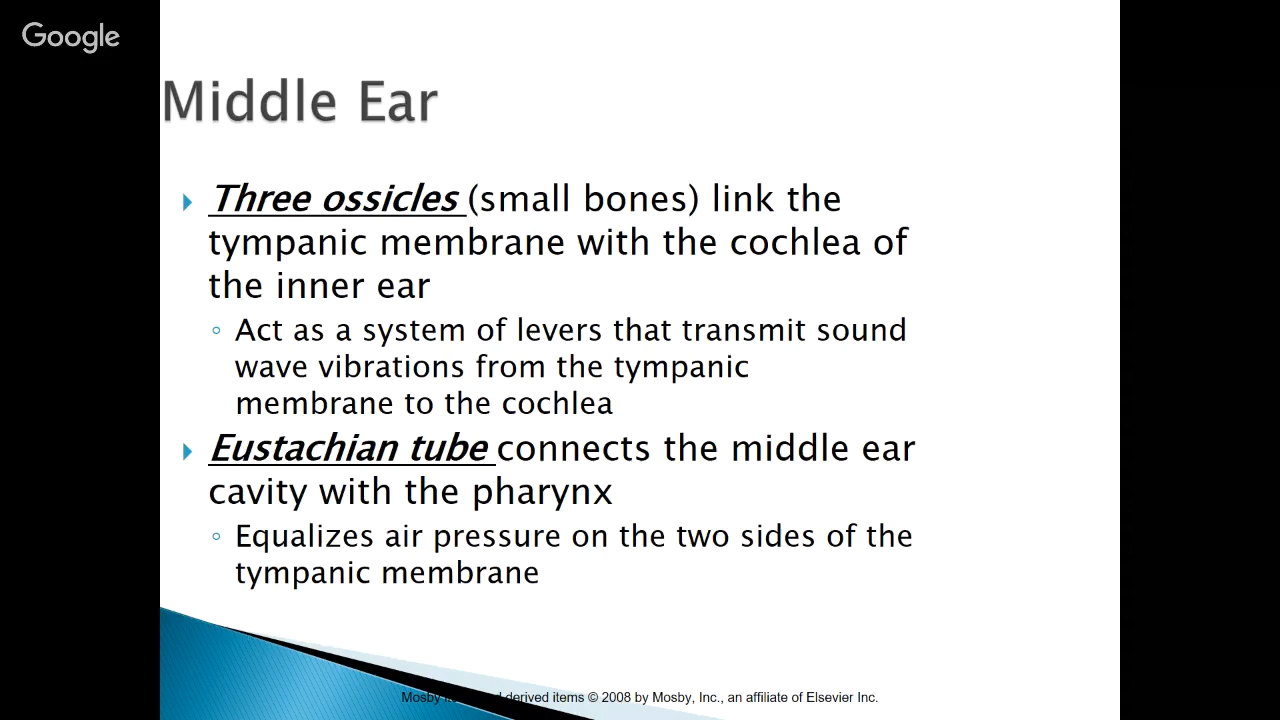 Google
Middle Ear
Three ossicles (small bones) link the
tympanic membrane with the cochlea of
the inner ear
Act as a system of levers that transmit sound
wave vibrations from the tympanic
membrane to the cochlea
Eustachian tube connects the middle ear
cavity with the pharynx
Equalizes air pressure on the two sides of the
tympanic membrane
Mosby derived items © 2008 by Mosby, Inc., an affiliate of Elsevier Inc.